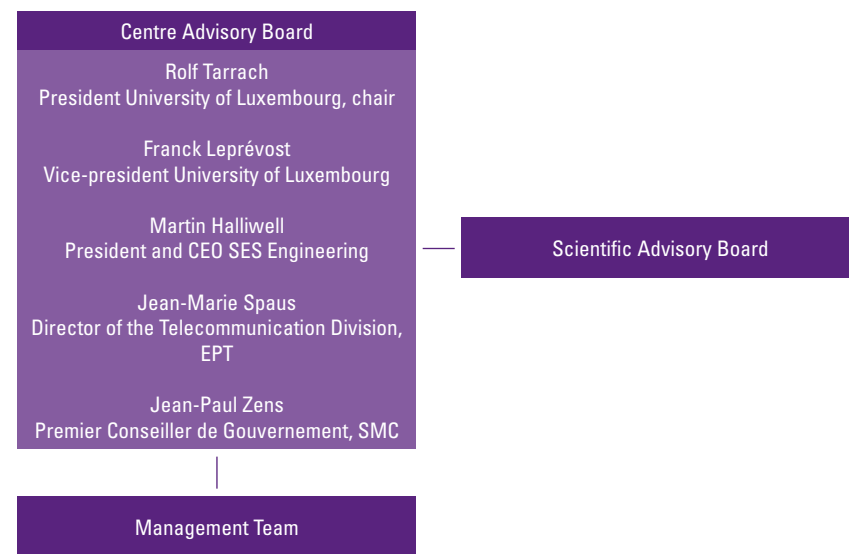 Centre Advisory Board
Rolf Tarrach
President University of Luxembourg, chair
Franck Leprévost
Vice-president University of Luxembourg
Martin Halliwell
President and CEO SES Engineering
Jean-Marie Spaus
Director of the Telecommunication Division,
EPT
Jean-Paul Zens
Premier Conseiller de Gouvernement, SMC
Scientific Advisory Board
Management Team